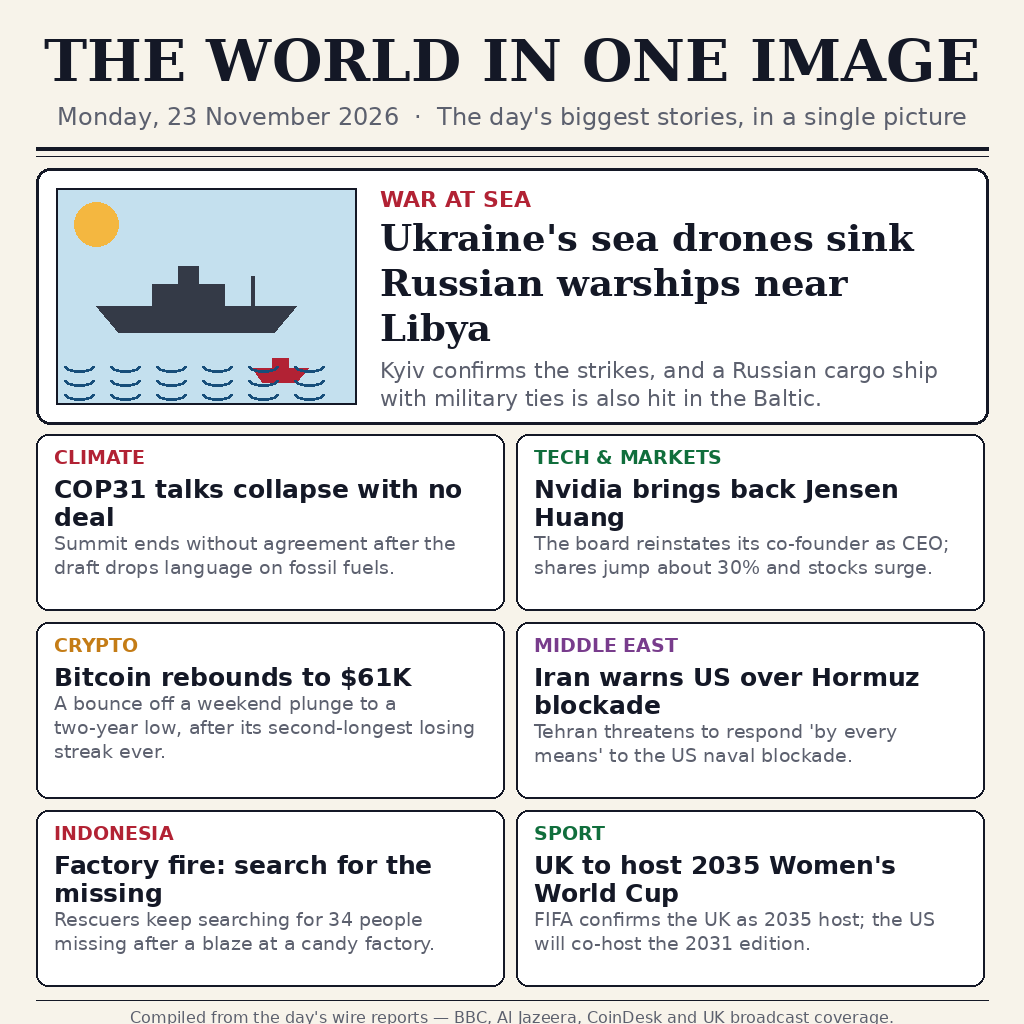 THE WORLD IN ONE IMAGE
Monday, 23 November 2026 · The day's biggest stories, in a single picture
WAR AT SEA
Ukraine's sea drones sink
Russian warships near
Libya
Kyiv confirms the strikes, and a Russian cargo ship
with military ties is also hit in the Baltic.
CLIMATE
COP31 talks collapse with no
deal
Summit ends without agreement after the
draft drops language on fossil fuels.
TECH & MARKETS
Nvidia brings back Jensen
Huang
The board reinstates its co-founder as CEO;
shares jump about 30% and stocks surge.
CRYPTO
Bitcoin rebounds to $61K
A bounce off a weekend plunge to a
two-year low, after its second-longest losing
streak ever.
MIDDLE EAST
Iran warns US over Hormuz
blockade
Tehran threatens to respond 'by every
means' to the US naval blockade.
INDONESIA
Factory fire: search for the
missing
Rescuers keep searching for 34 people
missing after a blaze at a candy factory.
SPORT
UK to host 2035 Women's
World Cup
FIFA confirms the UK as 2035 host; the US
will co-host the 2031 edition.
Compiled from the day's wire reports — BBC, Al Jazeera, CoinDesk and UK broadcast coverage.